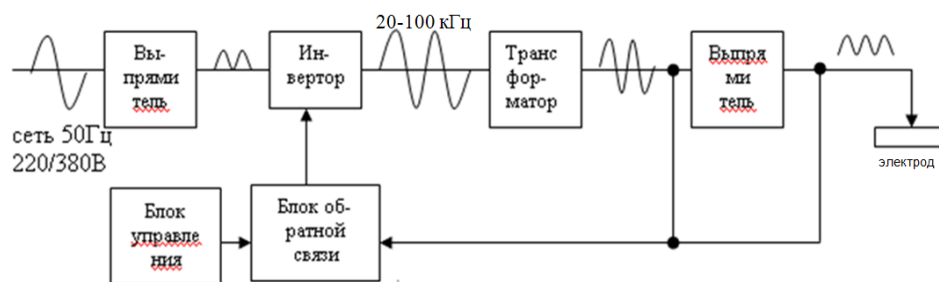 20-100 кГц
Вы-
прями
тель
Ин-
вертор
Транс
фор-
матор
Выпря
ми
тель
сеть 50Гц
220/380В
электрод
Блок
управле
ния
Блок об-
ратной
связи